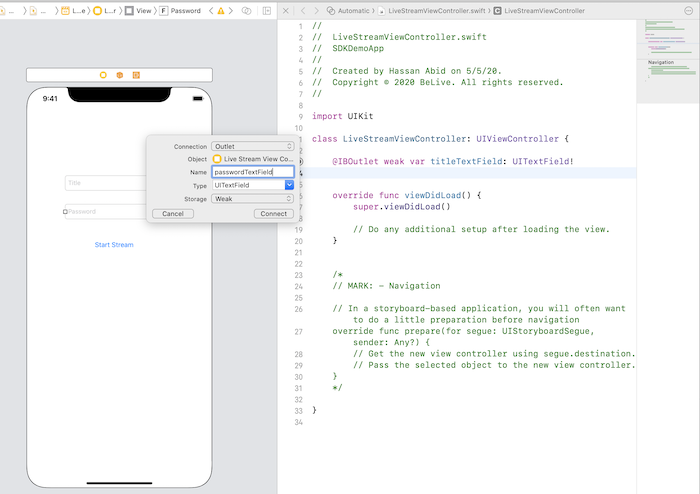 ... L...e L...r View F Password
Automatic LiveStreamViewController.swift LiveStreamViewController
9:41
Title
Password
Start Stream
Connection Outlet
Object Live Stream View Co...
Name passwordTextField
Type UITextField
Storage Weak
Cancel Connect
1 //
2 // LiveStreamViewController.swift
3 // SDKDemoApp
4 //
5 // Created by Hassan Abid on 5/5/20.
6 // Copyright © 2020 BeLive. All rights reserved.
7 //
8
9 import UIKit
10
11 class LiveStreamViewController: UIViewController {
12
@IBOutlet weak var titleTextField: UITextField!
4
15
16 override func viewDidLoad() {
17 super.viewDidLoad()
18
19 // Do any additional setup after loading the view.
20 }
21
22
23 /*
24 // MARK: - Navigation
25
26 // In a storyboard-based application, you will often want
to do a little preparation before navigation
27 override func prepare(for segue: UIStoryboardSegue,
sender: Any?) {
28 // Get the new view controller using segue.destination.
29 // Pass the selected object to the new view controller.
30 }
31 */
32
33 }
34
Navigation